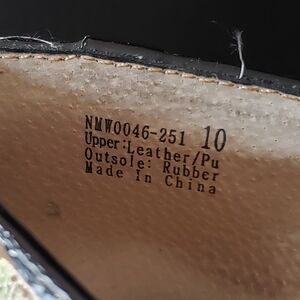 NMW0046-251 10
Upper:Leather/Pu
Outsole: Rubber
Made In China